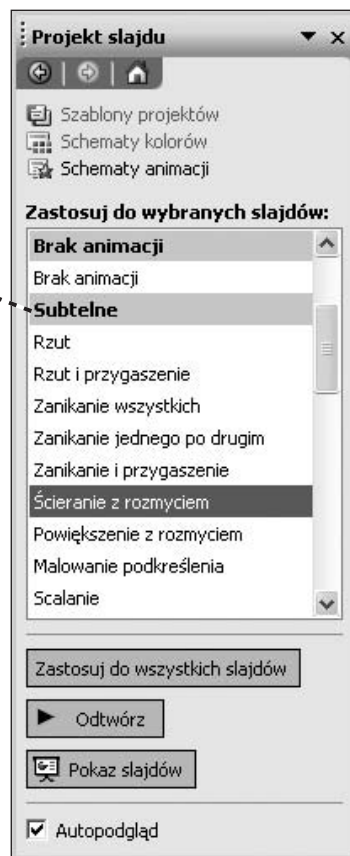 Projekt slajdu
Szablony projektów
Schematy kolorów
Schematy animacji
Zastosuj do wybranych slajdów:
Brak animacji
Brak animacji
Subtelne
Rzut
Rzut i przygaszenie
Zanikanie wszystkich
Zanikanie jednego po drugim
Zanikanie i przygaszenie
Ścieranie z rozmyciem
Powiększenie z rozmyciem
Malowanie podkreślenia
Scalanie
Zastosuj do wszystkich slajdów
Odtwórz
Pokaz slajdów
Autopodgląd